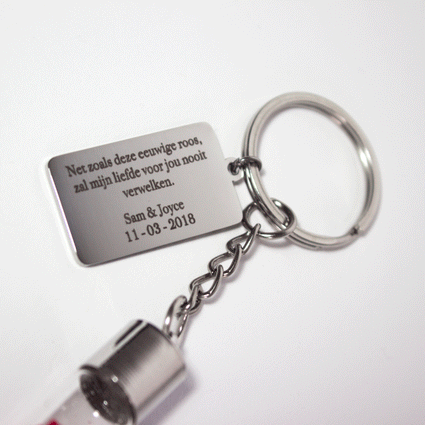 Net zoals deze eeuwige roos,
zal mijn liefde voor jou nooit
verwelken.
Sam & Joyce
11 - 03 - 2018